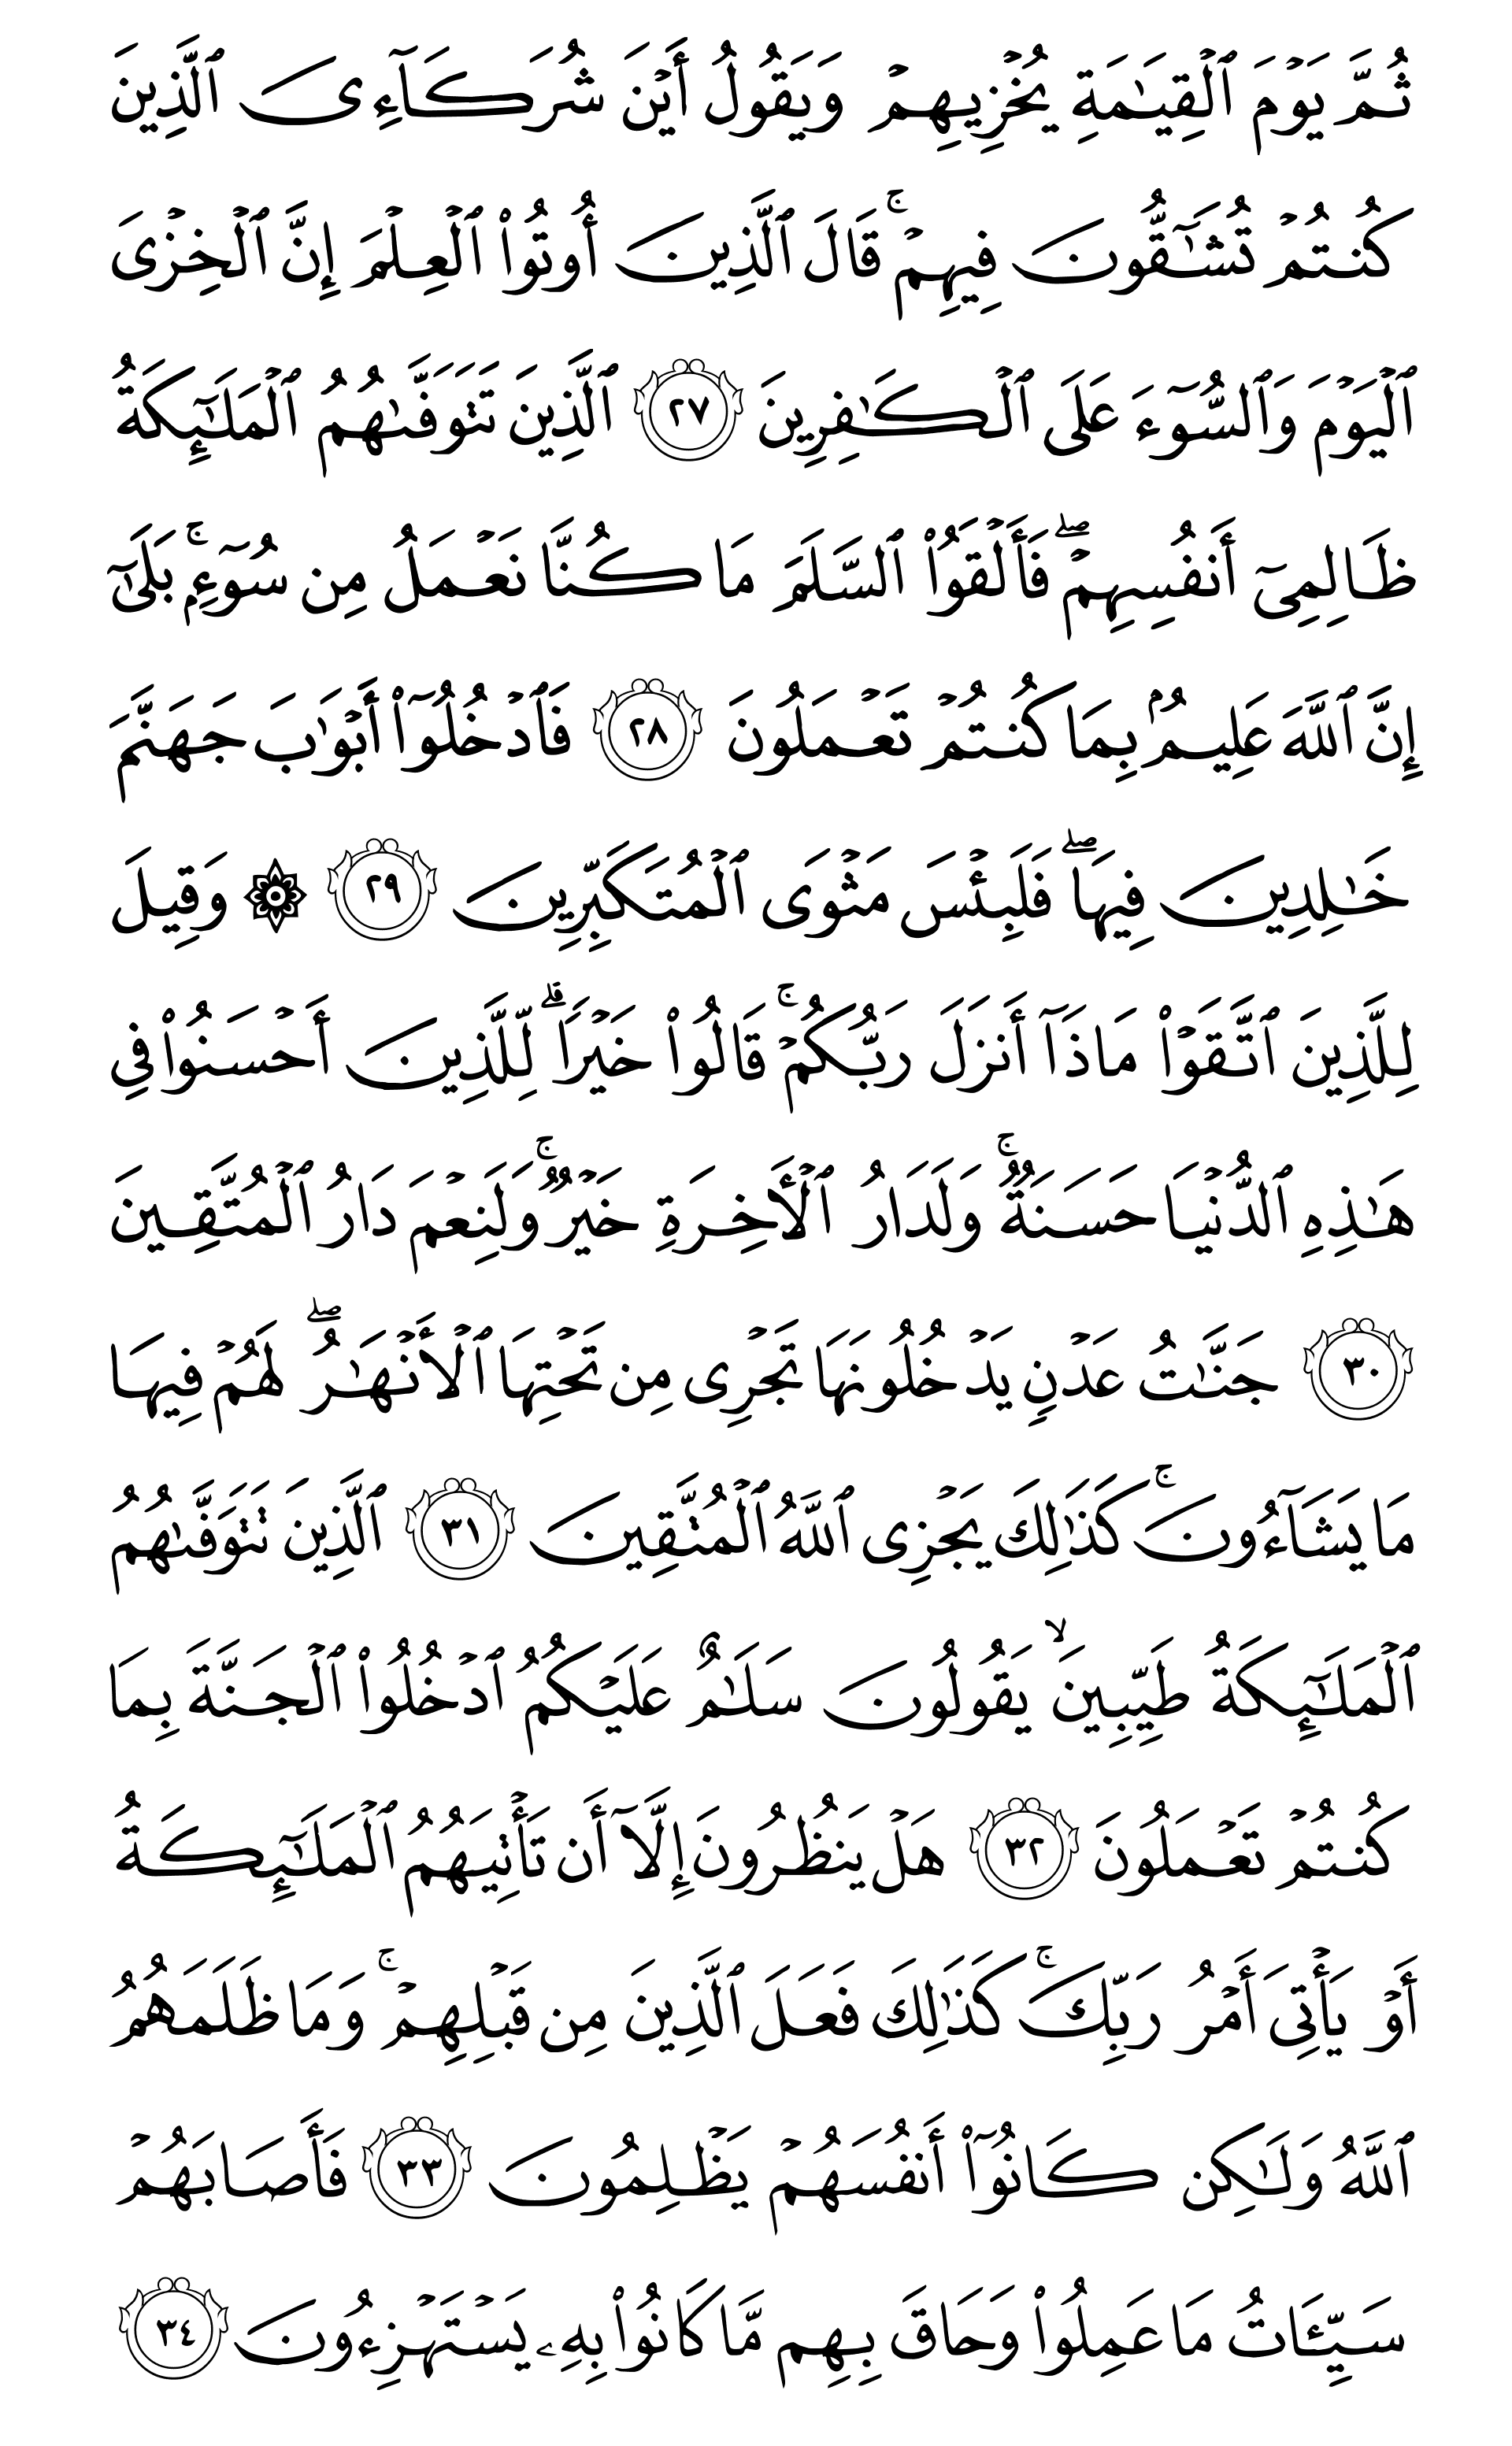 ثُمَّ يَوْمَ ٱلْقِيَـٰمَةِ يُخْزِيهِمْ وَيَقُولُ أَيْنَ شُرَكَآءِىَ ٱلَّذِينَ
كُنتُمْ تُشَـٰٓقُّونَ فِيهِمْ ۚ قَالَ ٱلَّذِينَ أُوتُوا۟ ٱلْعِلْمَ إِنَّ ٱلْخِزْىَ
ٱلْيَوْمَ وَٱلسُّوٓءَ عَلَى ٱلْكَـٰفِرِينَ ٢٧ ٱلَّذِينَ تَتَوَفَّىٰهُمُ ٱلْمَلَـٰٓئِكَةُ
ظَالِمِىٓ أَنفُسِهِمْ ۖ فَأَلْقَوُا۟ ٱلسَّلَمَ مَا كُنَّا نَعْمَلُ مِن سُوٓءٍۭ ۚ بَلَىٰٓ
إِنَّ ٱللَّهَ عَلِيمٌۢ بِمَا كُنتُمْ تَعْمَلُونَ ٢٨ فَٱدْخُلُوٓا۟ أَبْوَٰبَ جَهَنَّمَ
خَـٰلِدِينَ فِيهَا ۖ فَلَبِئْسَ مَثْوَى ٱلْمُتَكَبِّرِينَ ٢٩ ۞ وَقِيلَ
لِلَّذِينَ ٱتَّقَوْا۟ مَاذَآ أَنزَلَ رَبُّكُمْ ۚ قَالُوا۟ خَيْرًا ۗ لِّلَّذِينَ أَحْسَنُوا۟ فِى
هَـٰذِهِ ٱلدُّنْيَا حَسَنَةٌ ۚ وَلَدَارُ ٱلْـَٔاخِرَةِ خَيْرٌ ۚ وَلَنِعْمَ دَارُ ٱلْمُتَّقِينَ
٣٠ جَنَّـٰتُ عَدْنٍ يَدْخُلُونَهَا تَجْرِى مِن تَحْتِهَا ٱلْأَنْهَـٰرُ ۖ لَهُمْ فِيهَا
مَا يَشَآءُونَ ۚ كَذَٰلِكَ يَجْزِى ٱللَّهُ ٱلْمُتَّقِينَ ٣١ ٱلَّذِينَ تَتَوَفَّىٰهُمُ
ٱلْمَلَـٰٓئِكَةُ طَيِّبِينَ ۙ يَقُولُونَ سَلَـٰمٌ عَلَيْكُمُ ٱدْخُلُوا۟ ٱلْجَنَّةَ بِمَا
كُنتُمْ تَعْمَلُونَ ٣٢ هَلْ يَنظُرُونَ إِلَّآ أَن تَأْتِيَهُمُ ٱلْمَلَـٰٓئِكَةُ
أَوْ يَأْتِىَ أَمْرُ رَبِّكَ ۚ كَذَٰلِكَ فَعَلَ ٱلَّذِينَ مِن قَبْلِهِمْ ۚ وَمَا ظَلَمَهُمُ
ٱللَّهُ وَلَـٰكِن كَانُوٓا۟ أَنفُسَهُمْ يَظْلِمُونَ ٣٣ فَأَصَابَهُمْ
سَيِّـَٔاتُ مَا عَمِلُوا۟ وَحَاقَ بِهِم مَّا كَانُوا۟ بِهِۦ يَسْتَهْزِءُونَ ٣٤